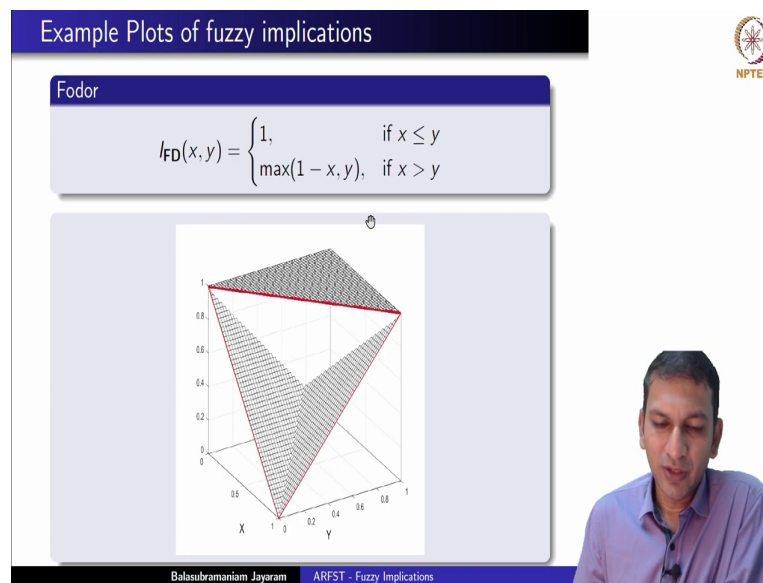 Example Plots of fuzzy implications
NPTE
Fodor
I_FD(x, y) = { 1, if x ≤ y
max(1 − x, y), if x > y
1
0.8
0.6
0.4
0.2
0
0
0.5
1
X
0
0.2
0.4
0.6
0.8
1
Y
Balasubramaniam Jayaram ARFST - Fuzzy Implications